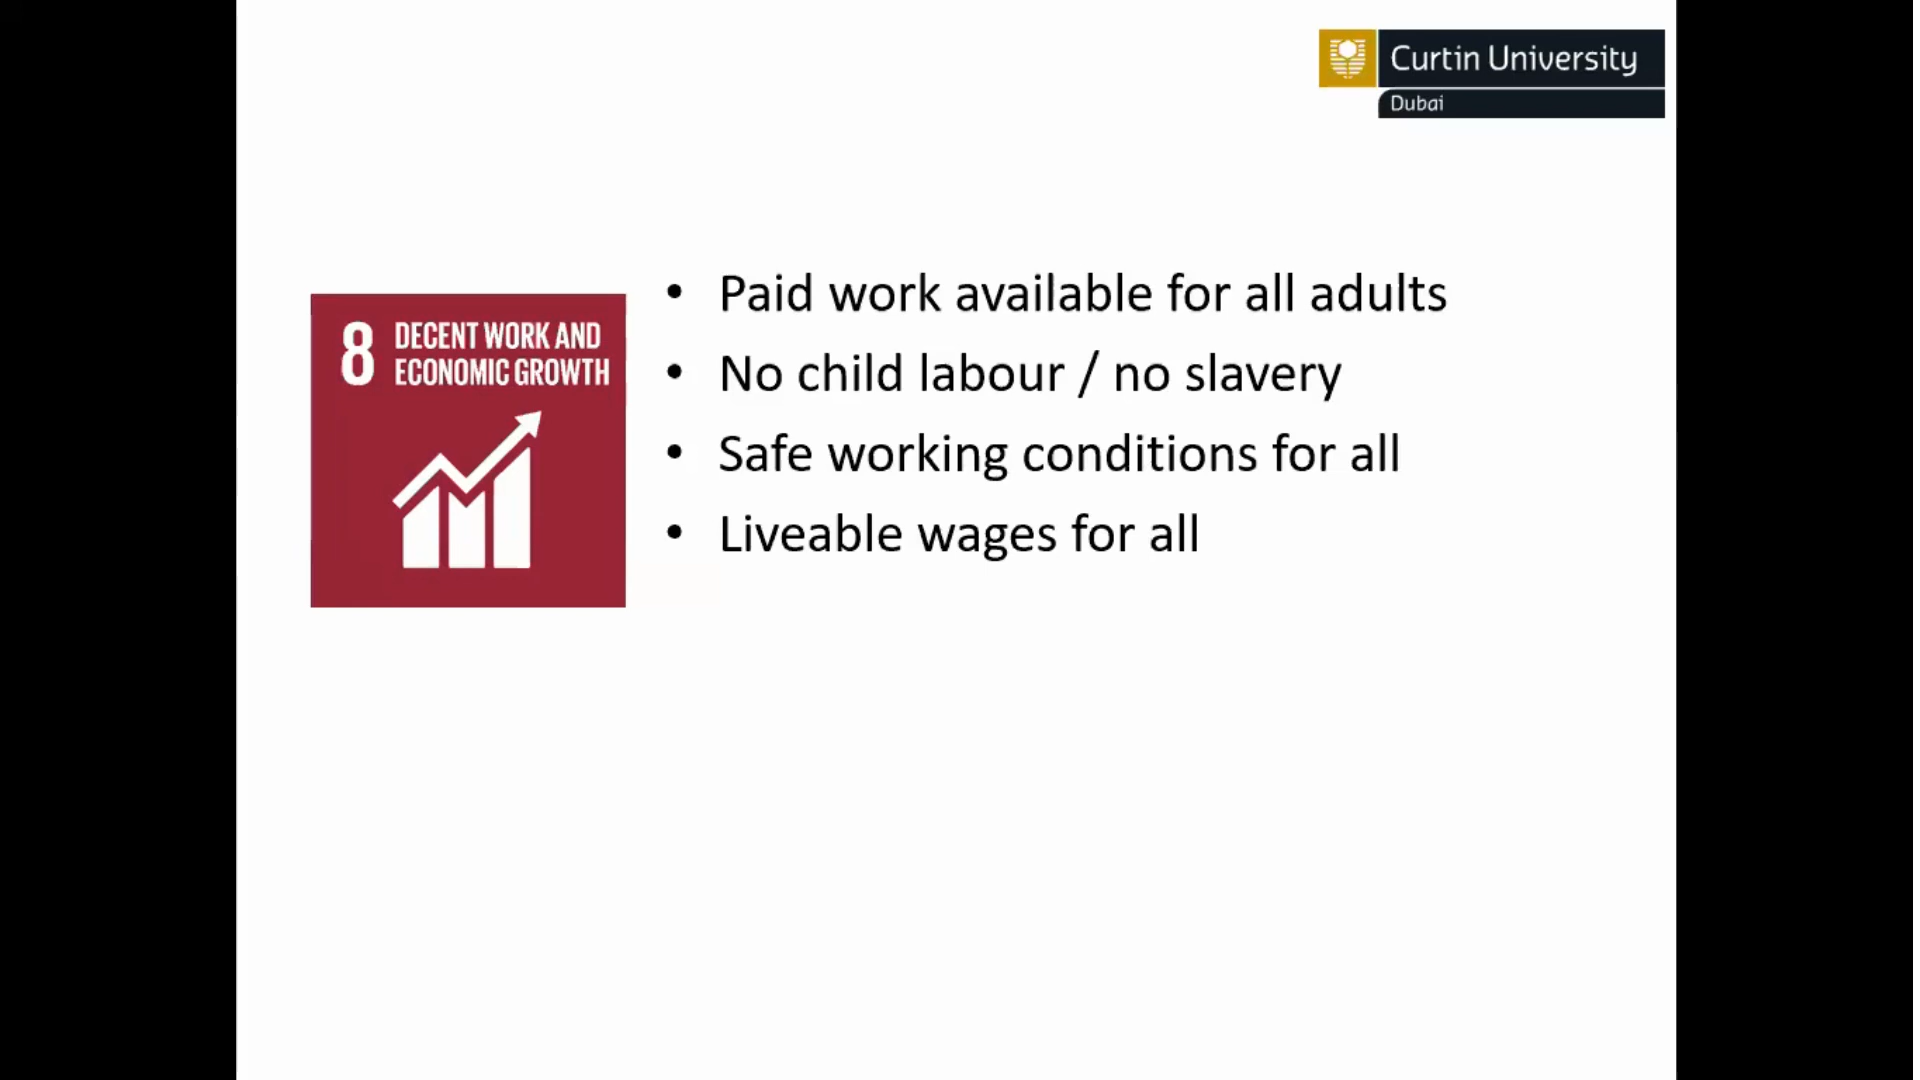 Curtin University
Dubai
8 DECENT WORK AND
ECONOMIC GROWTH
• Paid work available for all adults
• No child labour / no slavery
• Safe working conditions for all
• Liveable wages for all